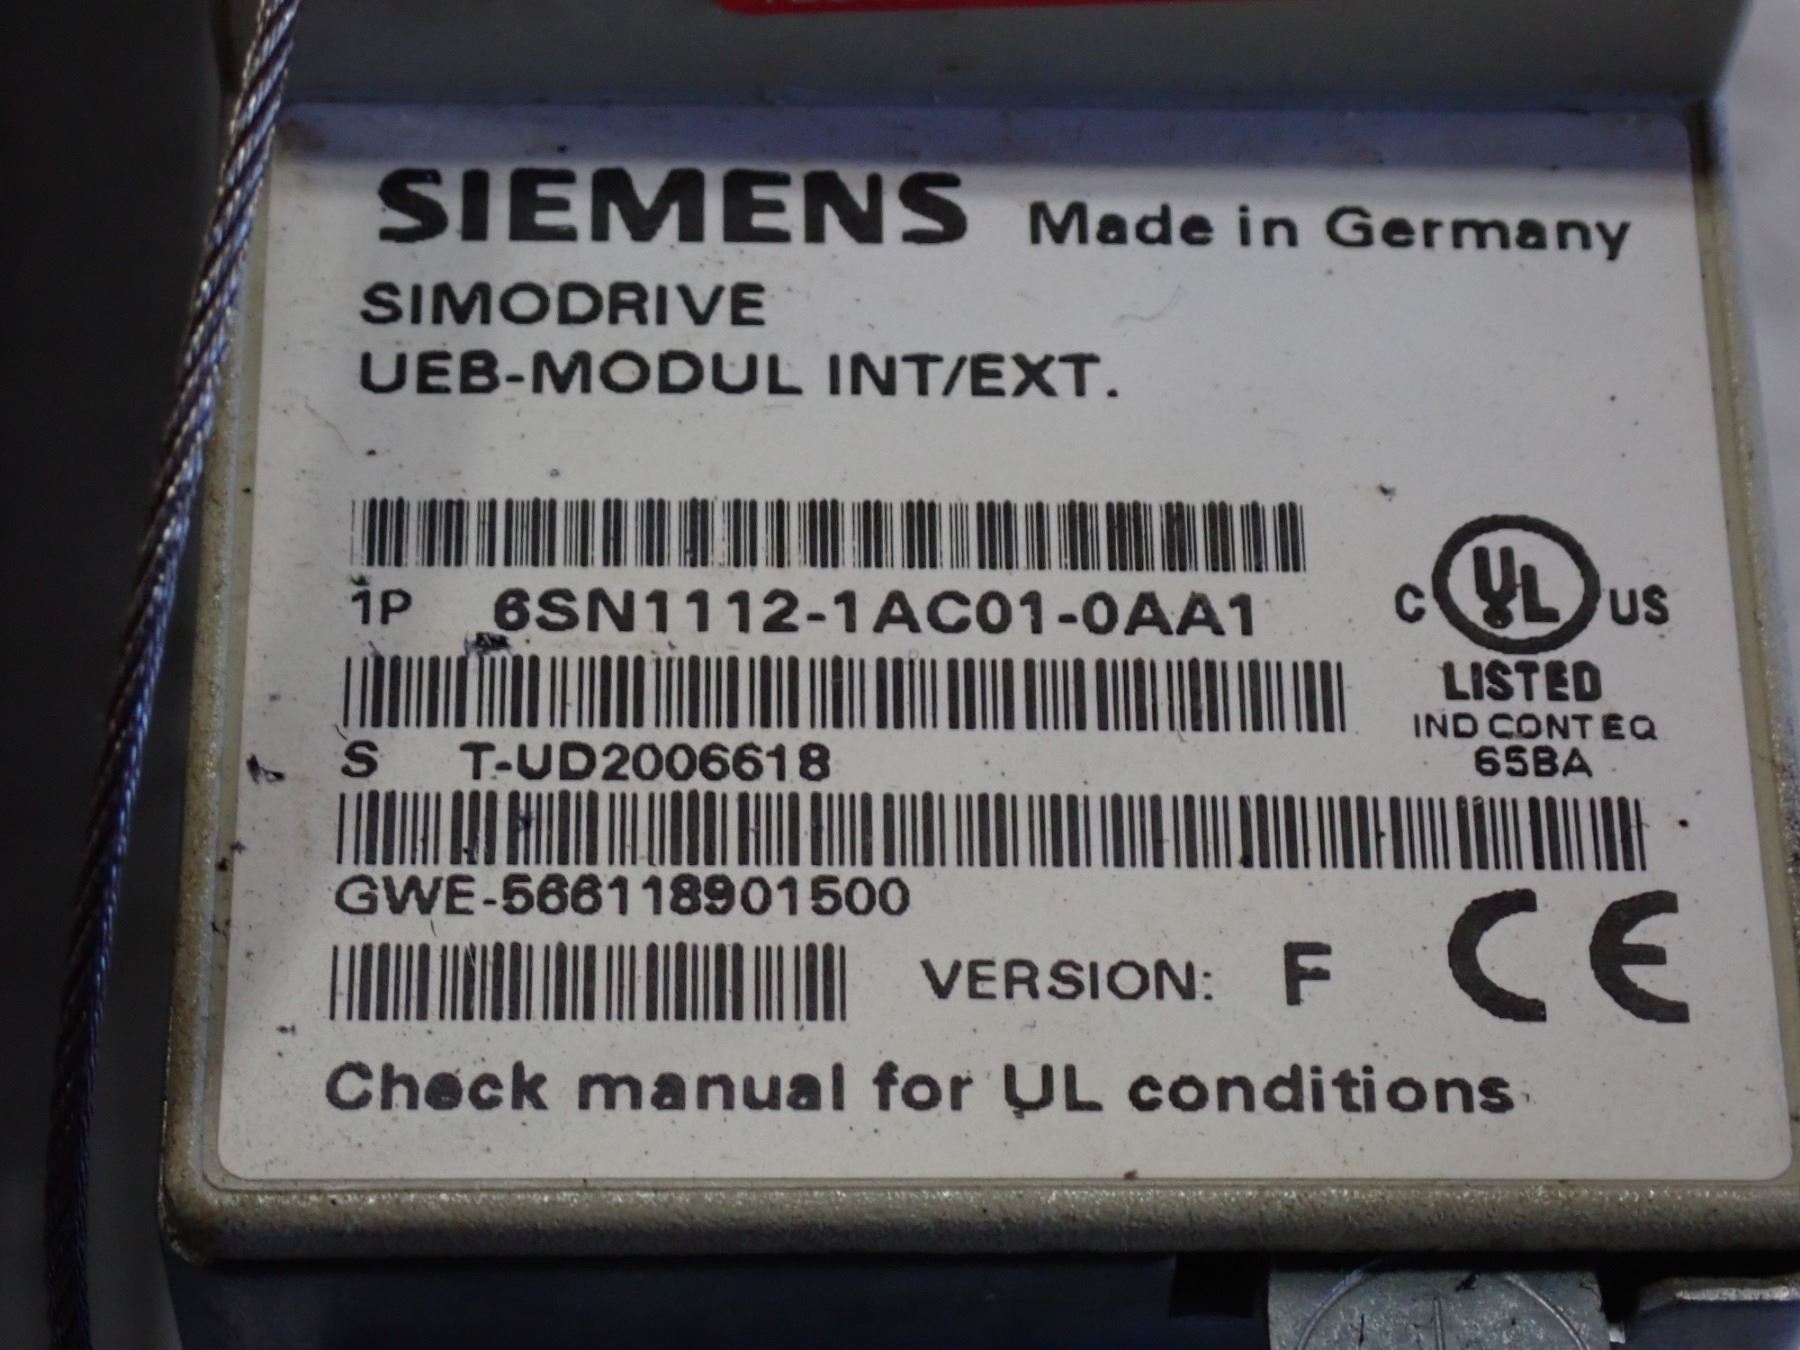 SIEMENS Made in Germany
SIMODRIVE
UEB-MODUL INT/EXT.
1P 6SN1112-1AC01-0AA1
C UL US
LISTED
IND CONT EQ
65BA
S T-UD2006618
GWE-566118901500
VERSION: F CE
Check manual for UL conditions